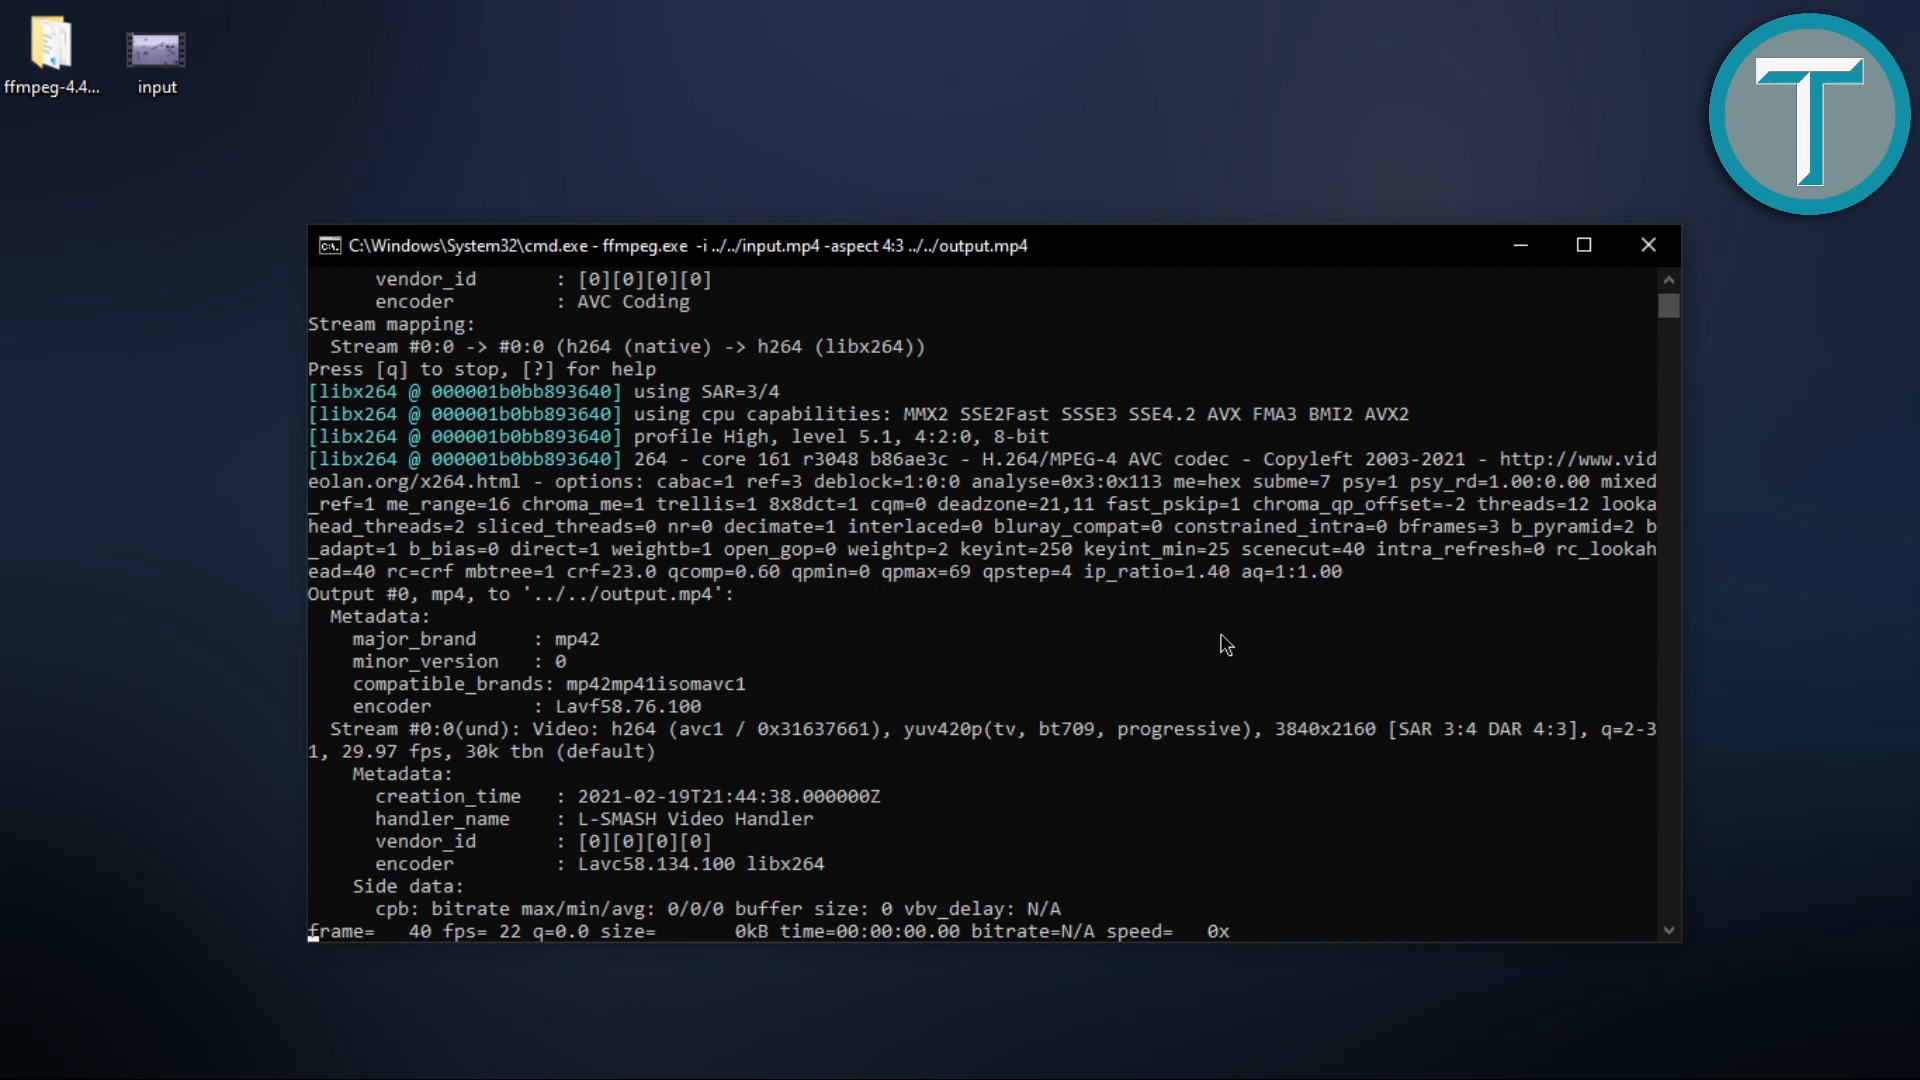 ffmpeg-4.4...
input
T
C:\Windows\System32\cmd.exe - ffmpeg.exe  -i ../../input.mp4 -aspect 4:3 ../../output.mp4
      vendor_id       : [0][0][0][0]
      encoder         : AVC Coding
Stream mapping:
  Stream #0:0 -> #0:0 (h264 (native) -> h264 (libx264))
Press [q] to stop, [?] for help
[libx264 @ 000001b0bb893640] using SAR=3/4
[libx264 @ 000001b0bb893640] using cpu capabilities: MMX2 SSE2Fast SSSE3 SSE4.2 AVX FMA3 BMI2 AVX2
[libx264 @ 000001b0bb893640] profile High, level 5.1, 4:2:0, 8-bit
[libx264 @ 000001b0bb893640] 264 - core 161 r3048 b86ae3c - H.264/MPEG-4 AVC codec - Copyleft 2003-2021 - http://www.vid
eolan.org/x264.html - options: cabac=1 ref=3 deblock=1:0:0 analyse=0x3:0x113 me=hex subme=7 psy=1 psy_rd=1.00:0.00 mixed
_ref=1 me_range=16 chroma_me=1 trellis=1 8x8dct=1 cqm=0 deadzone=21,11 fast_pskip=1 chroma_qp_offset=-2 threads=12 looka
head_threads=2 sliced_threads=0 nr=0 decimate=1 interlaced=0 bluray_compat=0 constrained_intra=0 bframes=3 b_pyramid=2 b
_adapt=1 b_bias=0 direct=1 weightb=1 open_gop=0 weightp=2 keyint=250 keyint_min=25 scenecut=40 intra_refresh=0 rc_lookah
ead=40 rc=crf mbtree=1 crf=23.0 qcomp=0.60 qpmin=0 qpmax=69 qpstep=4 ip_ratio=1.40 aq=1:1.00
Output #0, mp4, to '../../output.mp4':
  Metadata:
    major_brand     : mp42
    minor_version   : 0
    compatible_brands: mp42mp41isomavc1
    encoder         : Lavf58.76.100
  Stream #0:0(und): Video: h264 (avc1 / 0x31637661), yuv420p(tv, bt709, progressive), 3840x2160 [SAR 3:4 DAR 4:3], q=2-3
1, 29.97 fps, 30k tbn (default)
    Metadata:
      creation_time   : 2021-02-19T21:44:38.000000Z
      handler_name    : L-SMASH Video Handler
      vendor_id       : [0][0][0][0]
      encoder         : Lavc58.134.100 libx264
    Side data:
      cpb: bitrate max/min/avg: 0/0/0 buffer size: 0 vbv_delay: N/A
frame=   40 fps= 22 q=0.0 size=       0kB time=00:00:00.00 bitrate=N/A speed=   0x